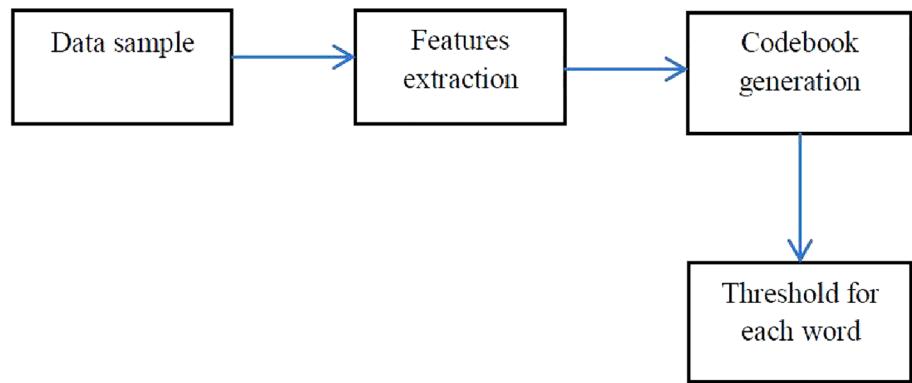 Data sample
Features
extraction
Codebook
generation
Threshold for
each word